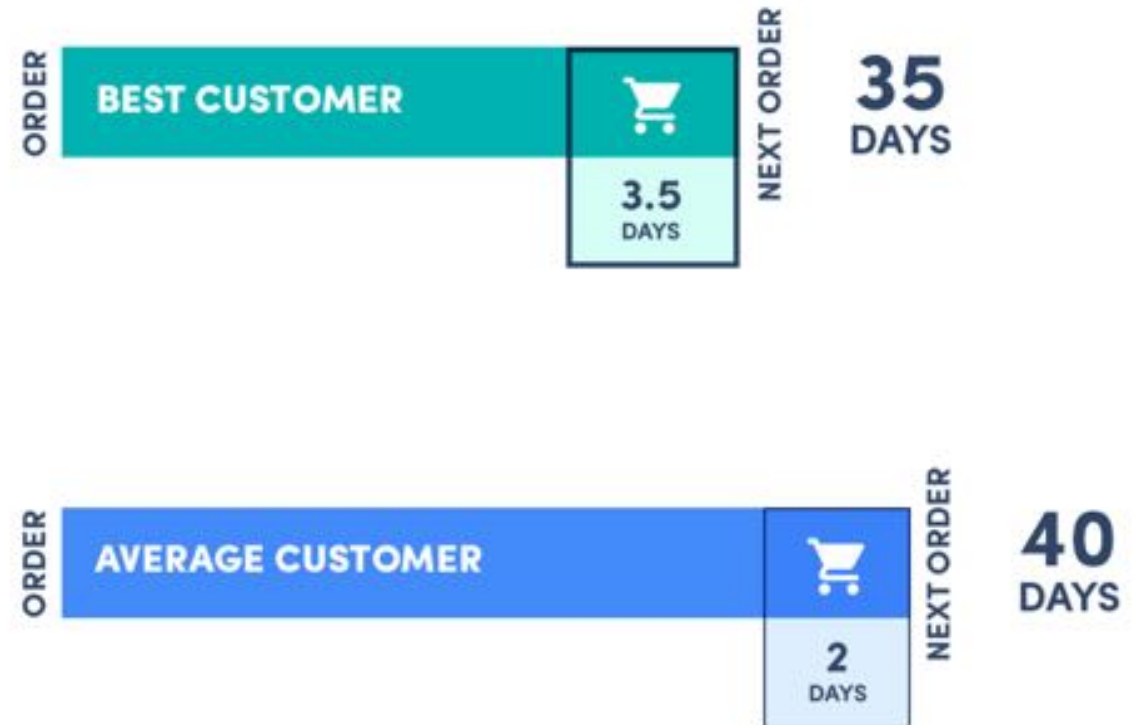 ORDER
BEST CUSTOMER
3.5
DAYS
NEXT ORDER
35
DAYS
ORDER
AVERAGE CUSTOMER
2
DAYS
NEXT ORDER
40
DAYS